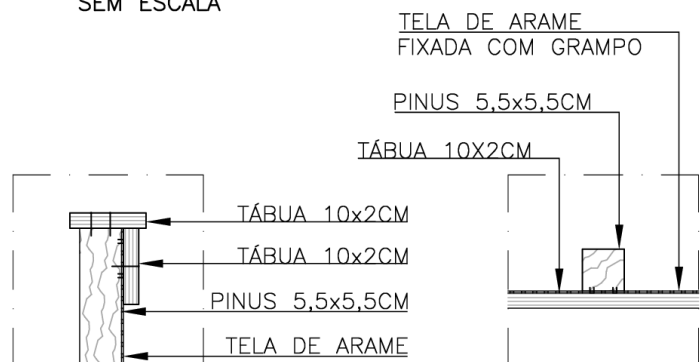 SEM ESCALA
TELA DE ARAME
FIXADA COM GRAMPO
PINUS 5,5x5,5CM
TÁBUA 10X2CM
TÁBUA 10x2CM
TÁBUA 10x2CM
PINUS 5,5x5,5CM
TELA DE ARAME